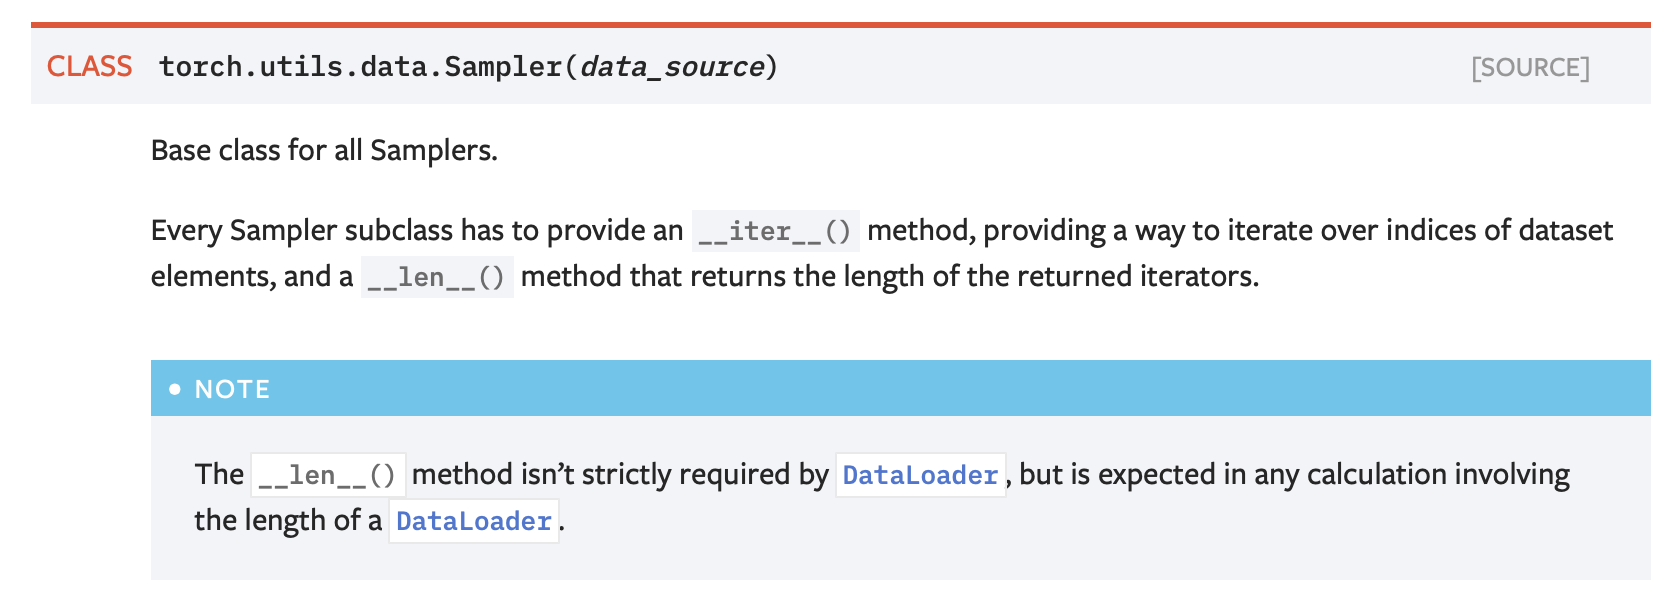 CLASS torch.utils.data.Sampler(data_source) [SOURCE]
Base class for all Samplers.
Every Sampler subclass has to provide an __iter__() method, providing a way to iterate over indices of dataset
elements, and a __len__() method that returns the length of the returned iterators.
• NOTE
The __len__() method isn’t strictly required by DataLoader, but is expected in any calculation involving
the length of a DataLoader.